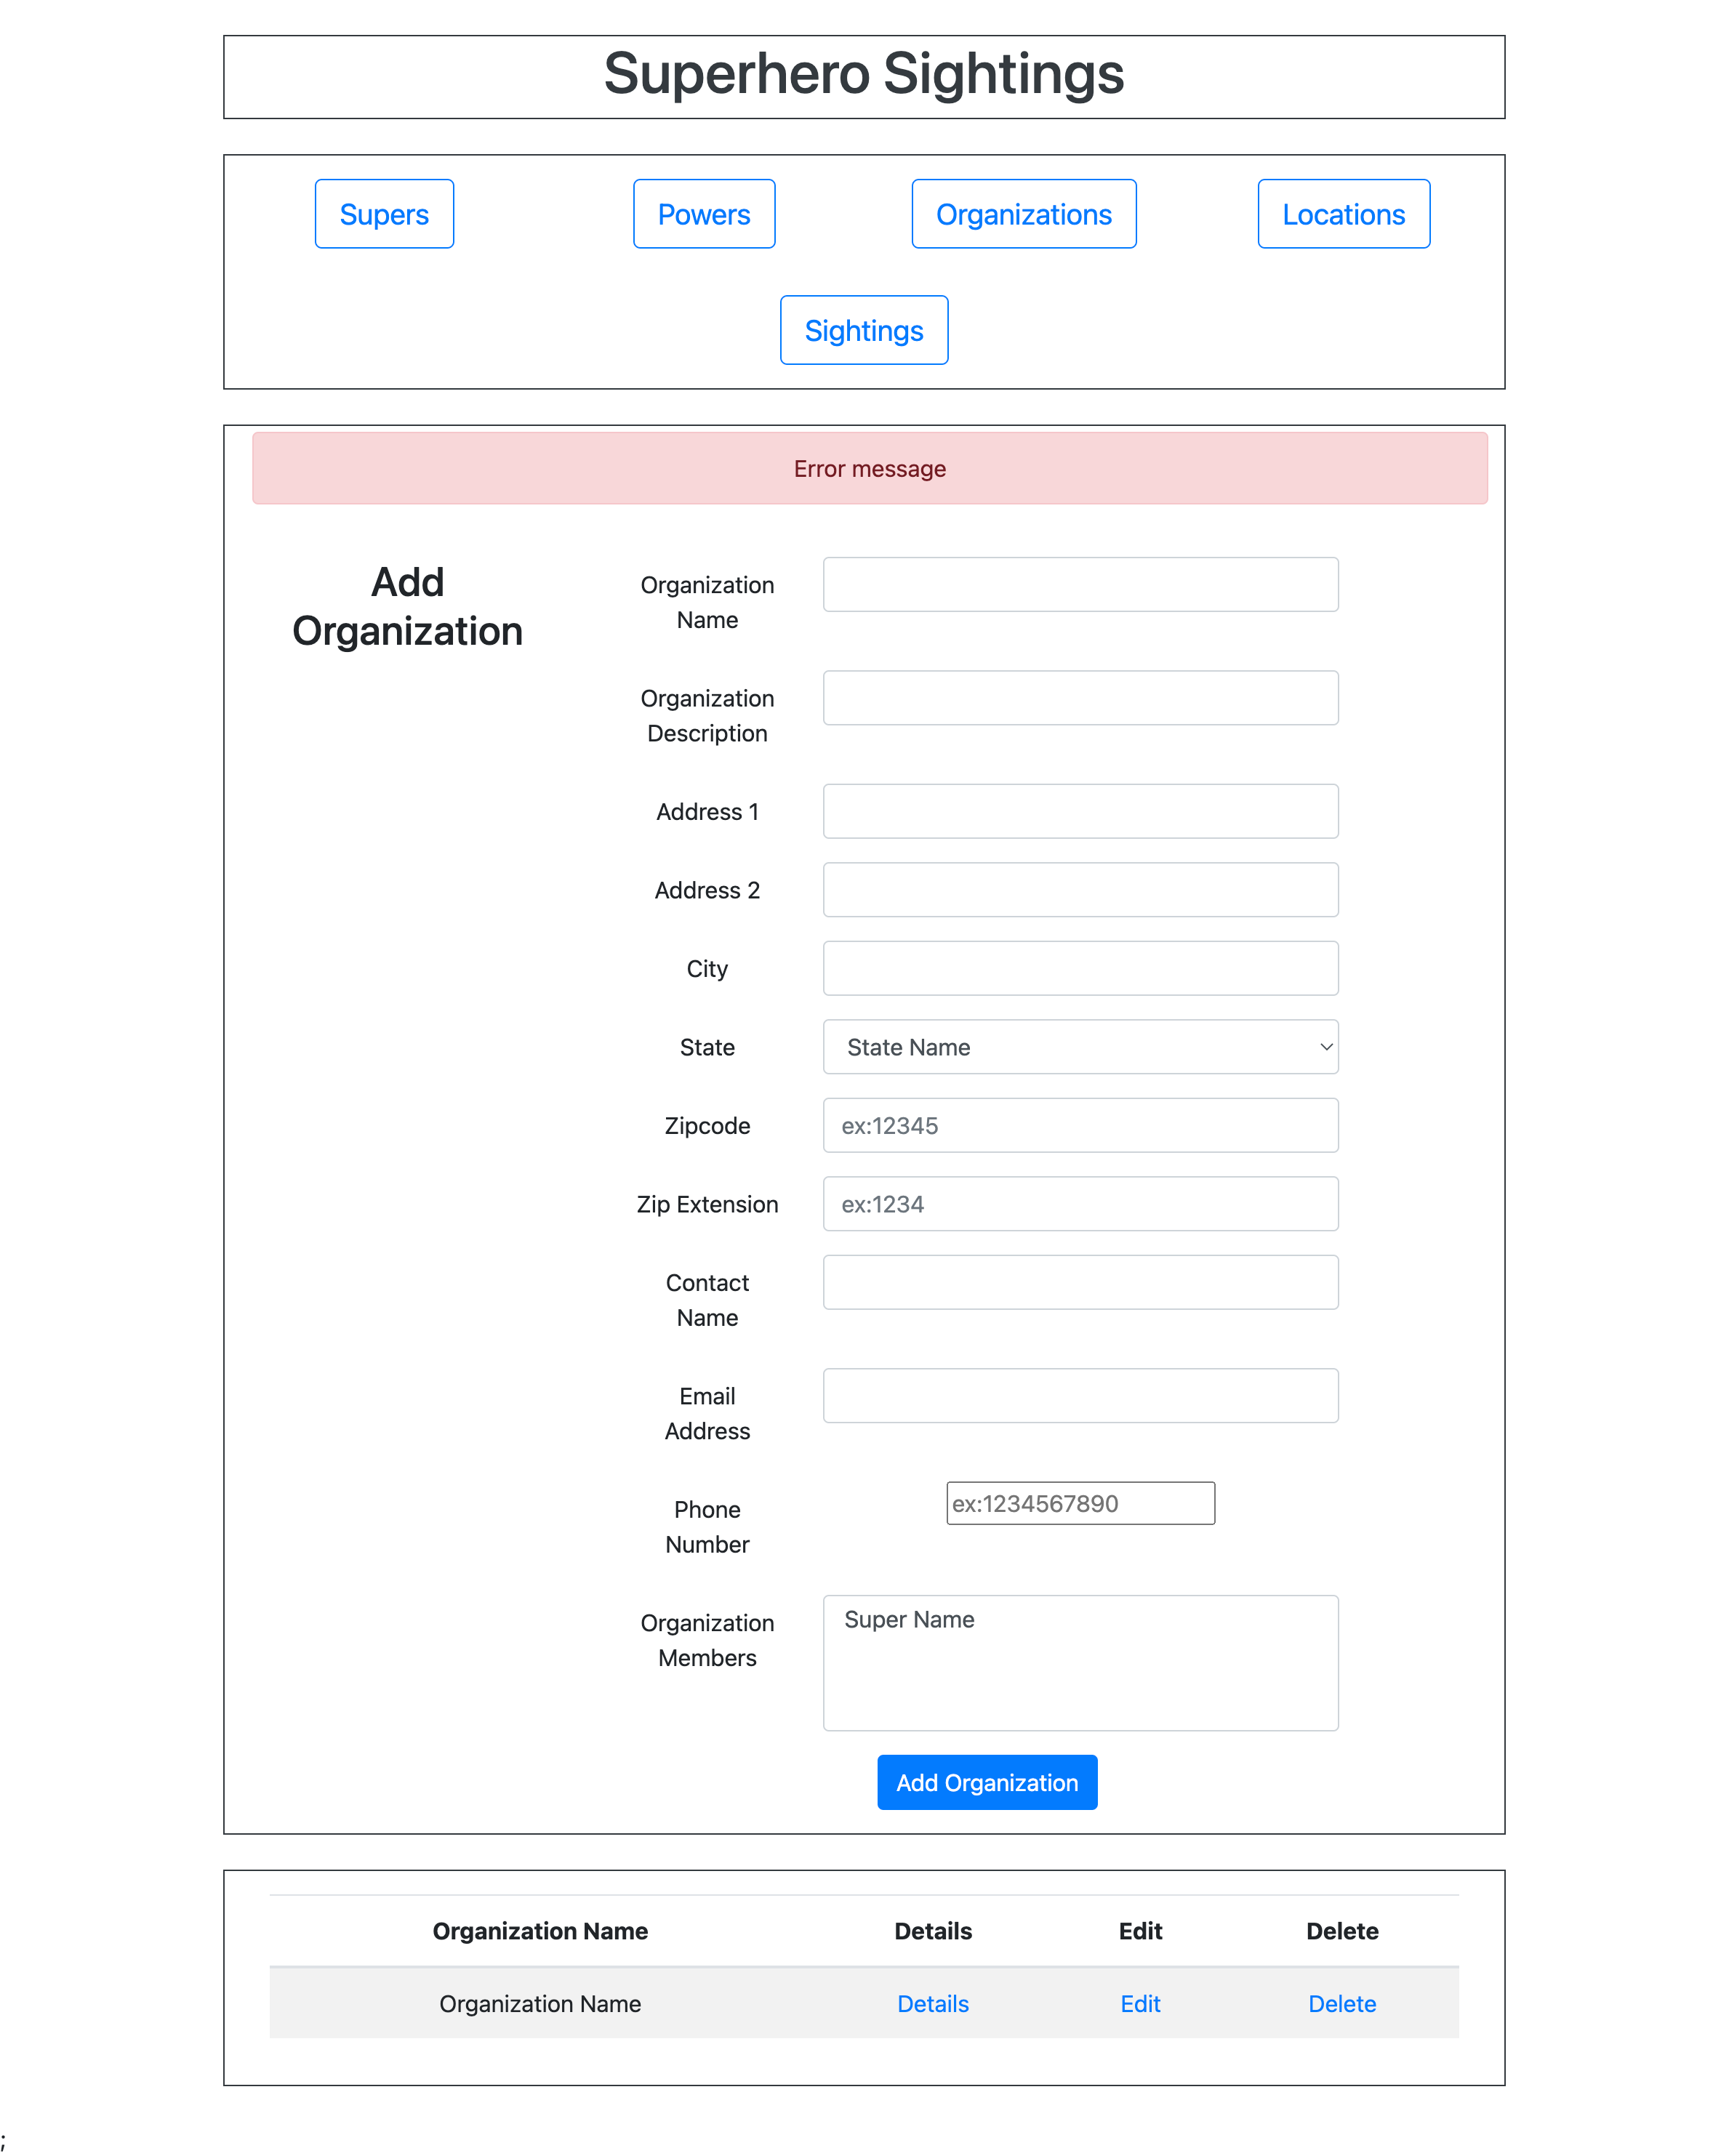 Superhero Sightings
Supers Powers Organizations Locations
Sightings
Error message
Add
Organization
Organization
Name
Organization
Description
Address 1
Address 2
City
State State Name
Zipcode ex:12345
Zip Extension ex:1234
Contact
Name
Email
Address
Phone
Number
ex:1234567890
Organization
Members
Super Name
Add Organization
Organization Name Details Edit Delete
Organization Name Details Edit Delete
;